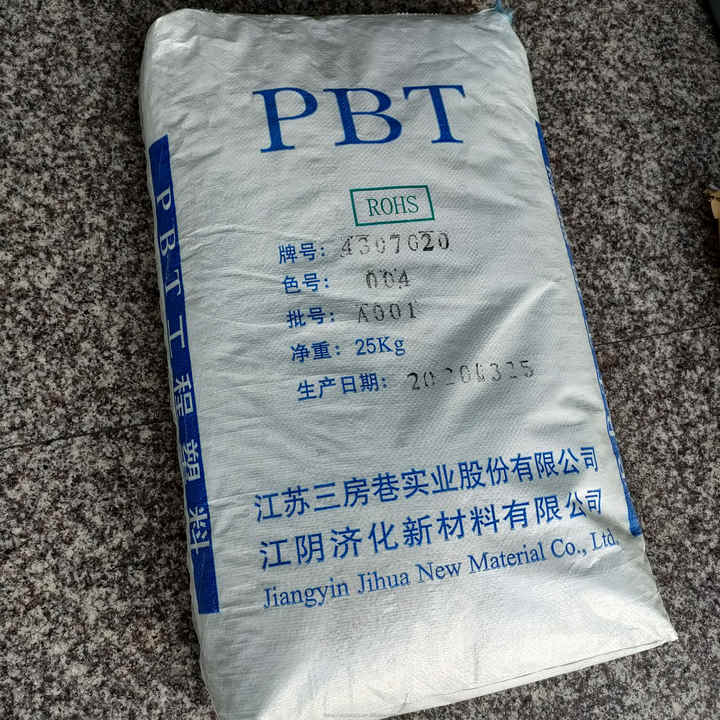 PBT
ROHS
牌号: 4307G20
色号: 004
批号: A001
净重: 25Kg
生产日期:
江苏三房巷实业股份有限公司
江阴济化新材料有限公司
Jiangyin Jihua New Material Co., Ltd.
PBT工程塑料